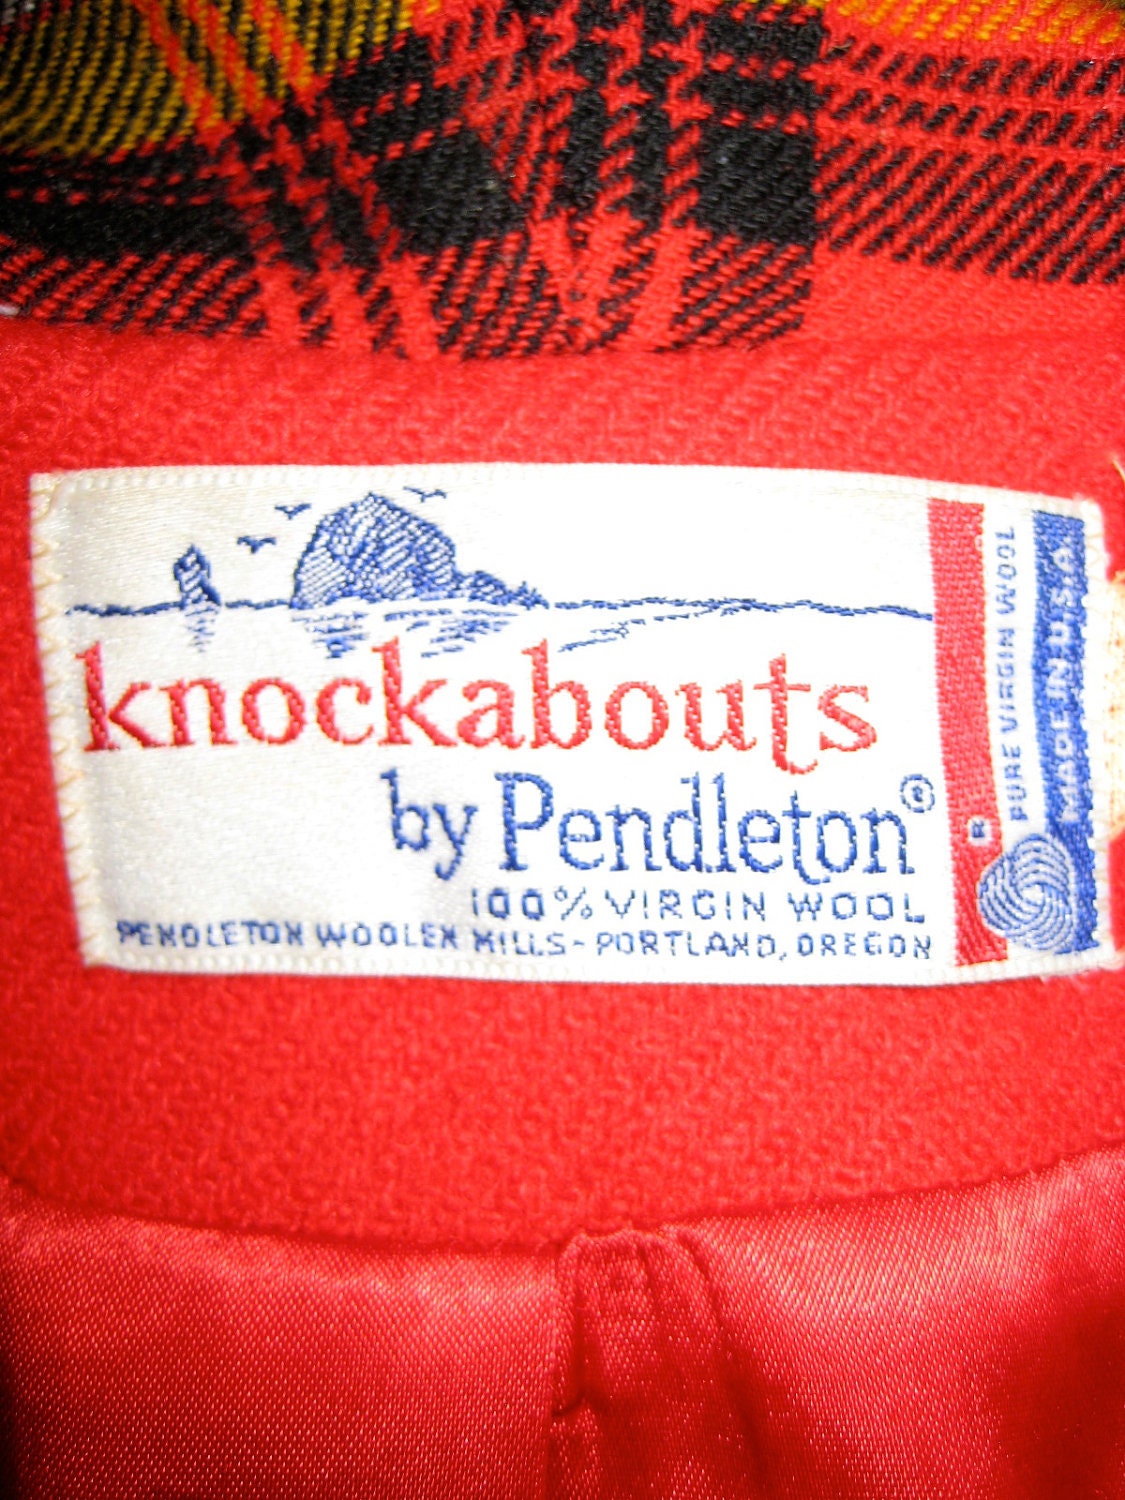 knockabouts
by Pendleton®
100% VIRGIN WOOL
PENDLETON WOOLEN MILLS - PORTLAND, OREGON
R
PURE VIRGIN WOOL
MADE IN U.S.A.